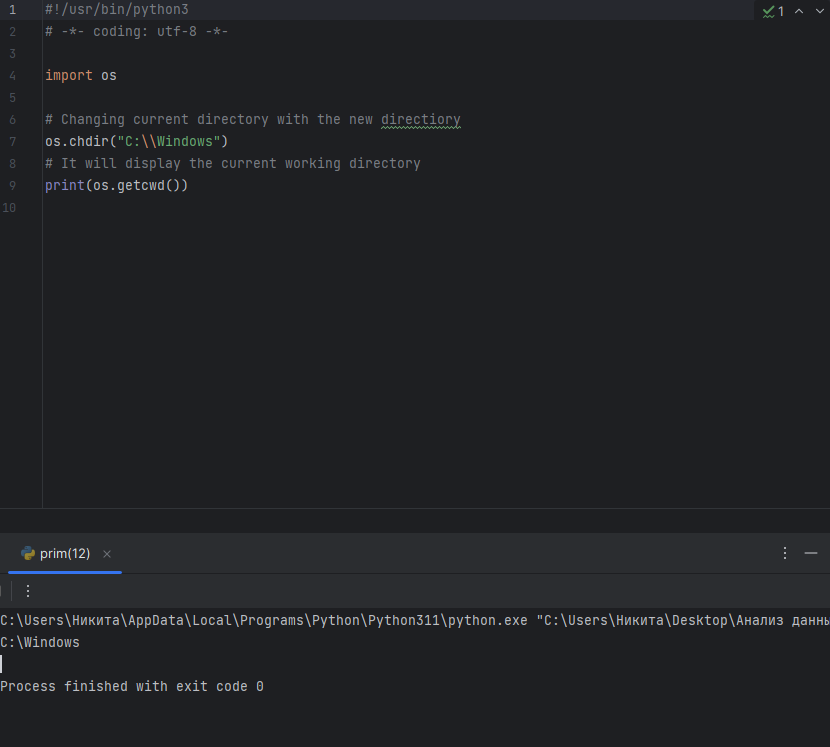 1 #!/usr/bin/python3 1
2 # -*- coding: utf-8 -*-
3
4 import os
5
6 # Changing current directory with the new directiory
7 os.chdir("C:\\Windows")
8 # It will display the current working directory
9 print(os.getcwd())
10
prim(12)
C:\Users\Никита\AppData\Local\Programs\Python\Python311\python.exe "C:\Users\Никита\Desktop\Анализ данны
C:\Windows
Process finished with exit code 0